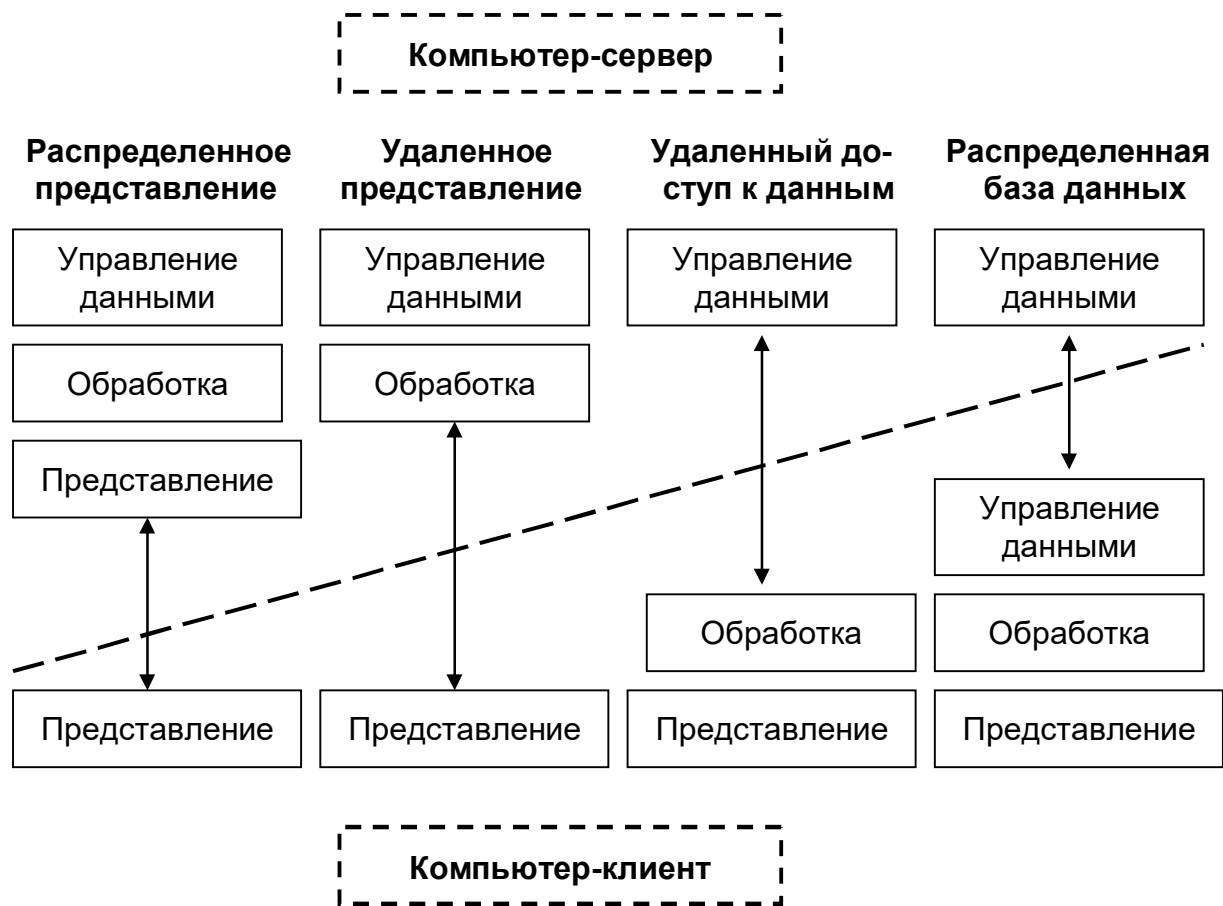 Компьютер-сервер
Распределенное
представление
Удаленное
представление
Удаленный до-
ступ к данным
Распределенная
база данных
Управление
данными
Управление
данными
Управление
данными
Управление
данными
Обработка
Обработка
Представление
Управление
данными
Обработка
Обработка
Представление
Представление
Представление
Представление
Компьютер-клиент